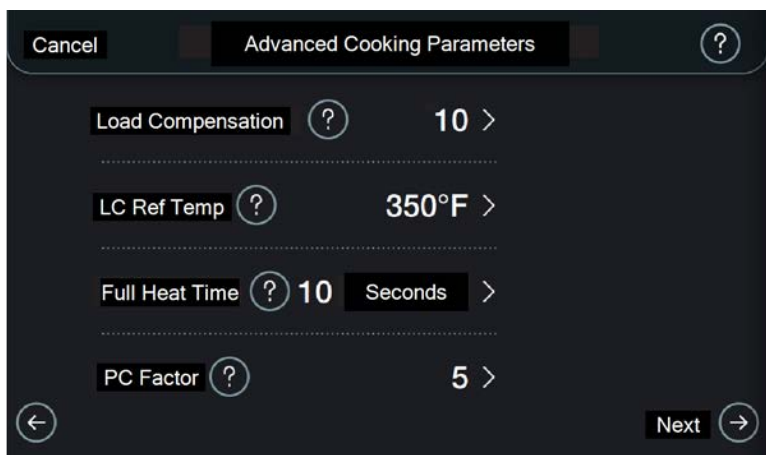 Cancel Advanced Cooking Parameters ?
Load Compensation ? 10 >
LC Ref Temp ? 350°F >
Full Heat Time ? 10 Seconds >
PC Factor ? 5 >
← Next →